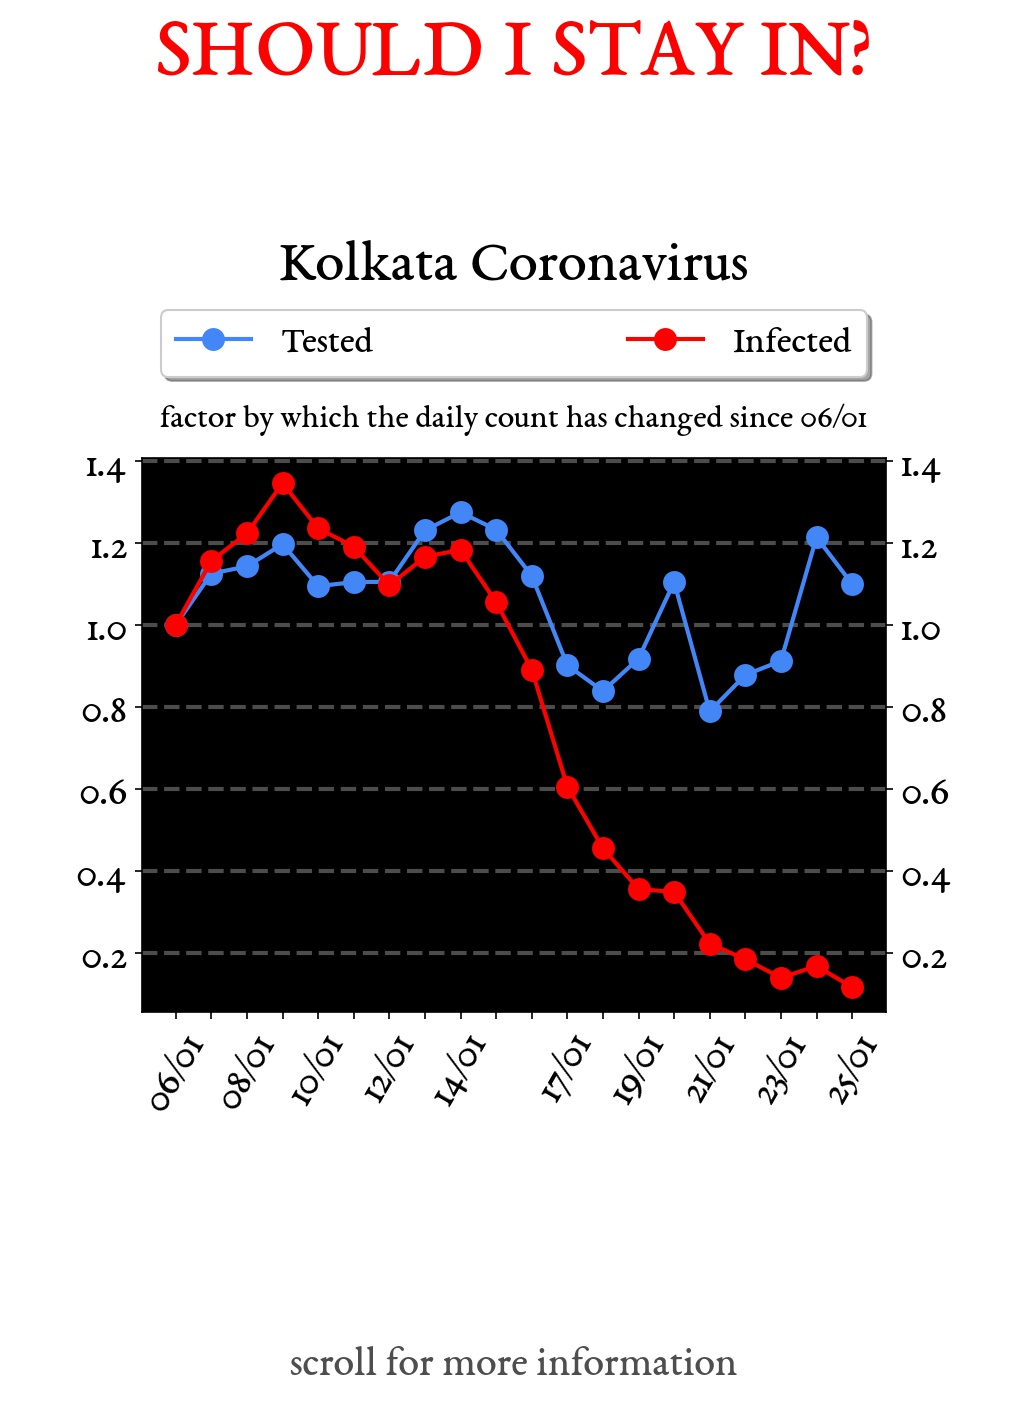 SHOULD I STAY IN?
Kolkata Coronavirus
Tested Infected
factor by which the daily count has changed since 06/01
1.4 1.4
1.2 1.2
1.0 1.0
0.8 0.8
0.6 0.6
0.4 0.4
0.2 0.2
06/01 08/01 10/01 12/01 14/01 17/01 19/01 21/01 23/01 25/01
scroll for more information